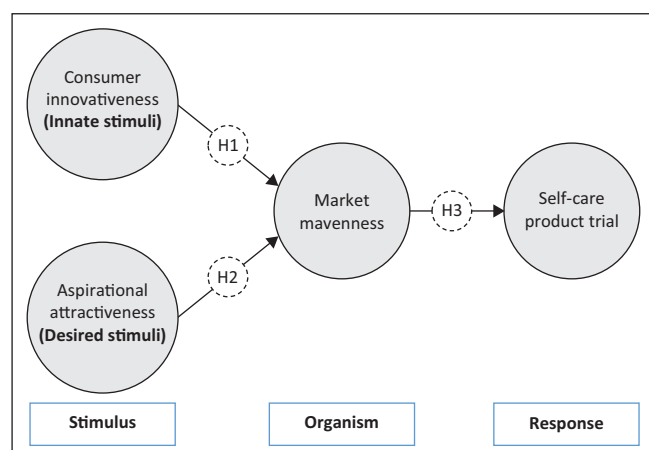 Consumer
innovativeness
(Innate stimuli)
H1
Market
mavenness
H3
Self-care
product trial
H2
Aspirational
attractiveness
(Desired stimuli)
Stimulus
Organism
Response